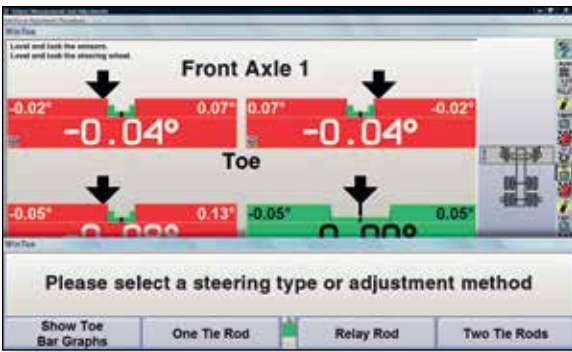 WinToe
Level and lock the sensors.
Level and lock the steering wheel.
Front Axle 1
-0.02° 0.07° 0.07° -0.02°
-0.04° -0.04°
Toe
-0.05° 0.13° -0.05° 0.05°
WinToe
Please select a steering type or adjustment method
Show Toe
Bar Graphs
One Tie Rod
Relay Rod
Two Tie Rods